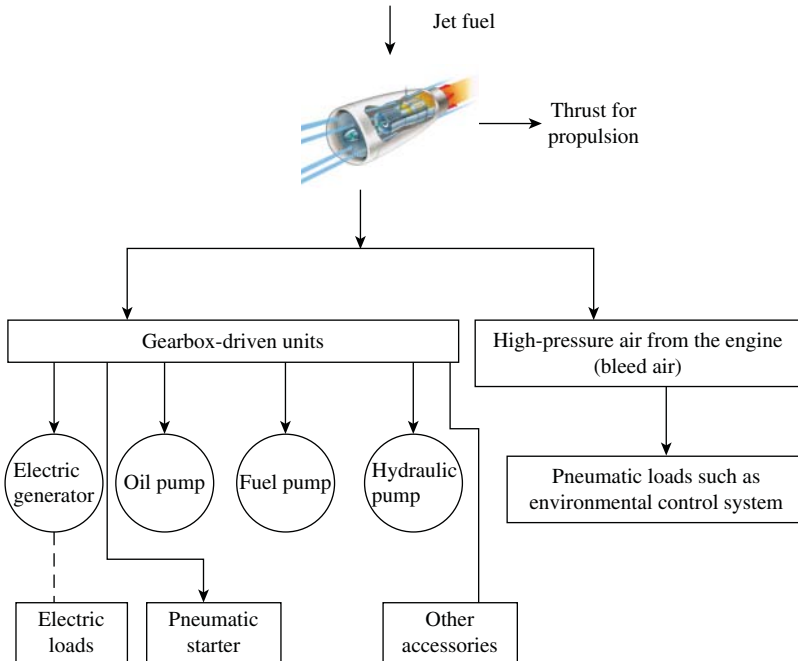 Jet fuel
Thrust for
propulsion
Gearbox-driven units
High-pressure air from the engine
(bleed air)
Electric
generator
Oil pump
Fuel pump
Hydraulic
pump
Pneumatic loads such as
environmental control system
Electric
loads
Pneumatic
starter
Other
accessories